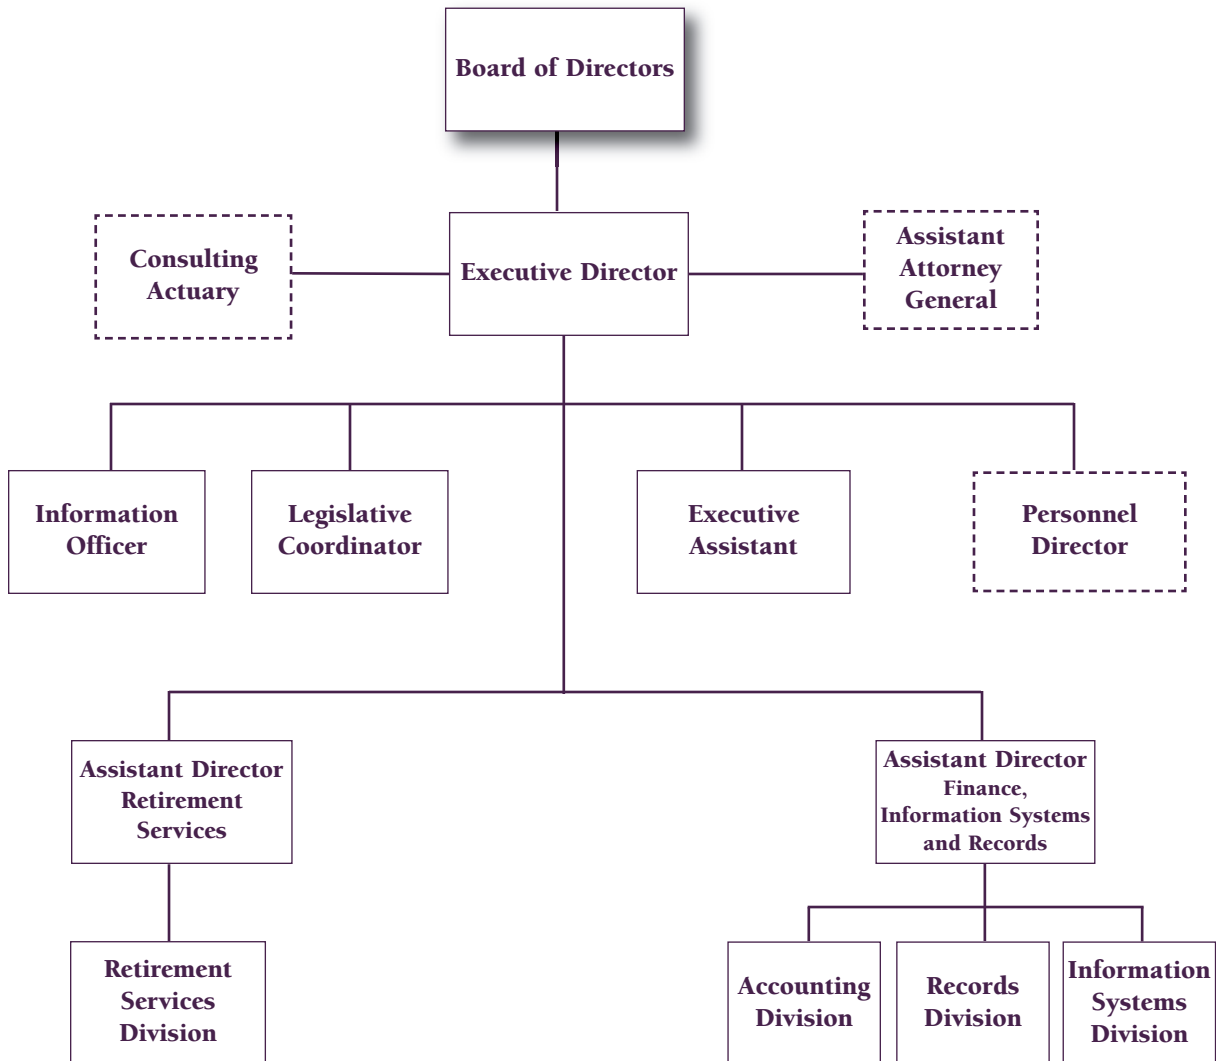 Board of Directors
Consulting
Actuary
Executive Director
Assistant
Attorney
General
Information
Officer
Legislative
Coordinator
Executive
Assistant
Personnel
Director
Assistant Director
Retirement
Services
Assistant Director
Finance,
Information Systems
and Records
Retirement
Services
Division
Accounting
Division
Records
Division
Information
Systems
Division